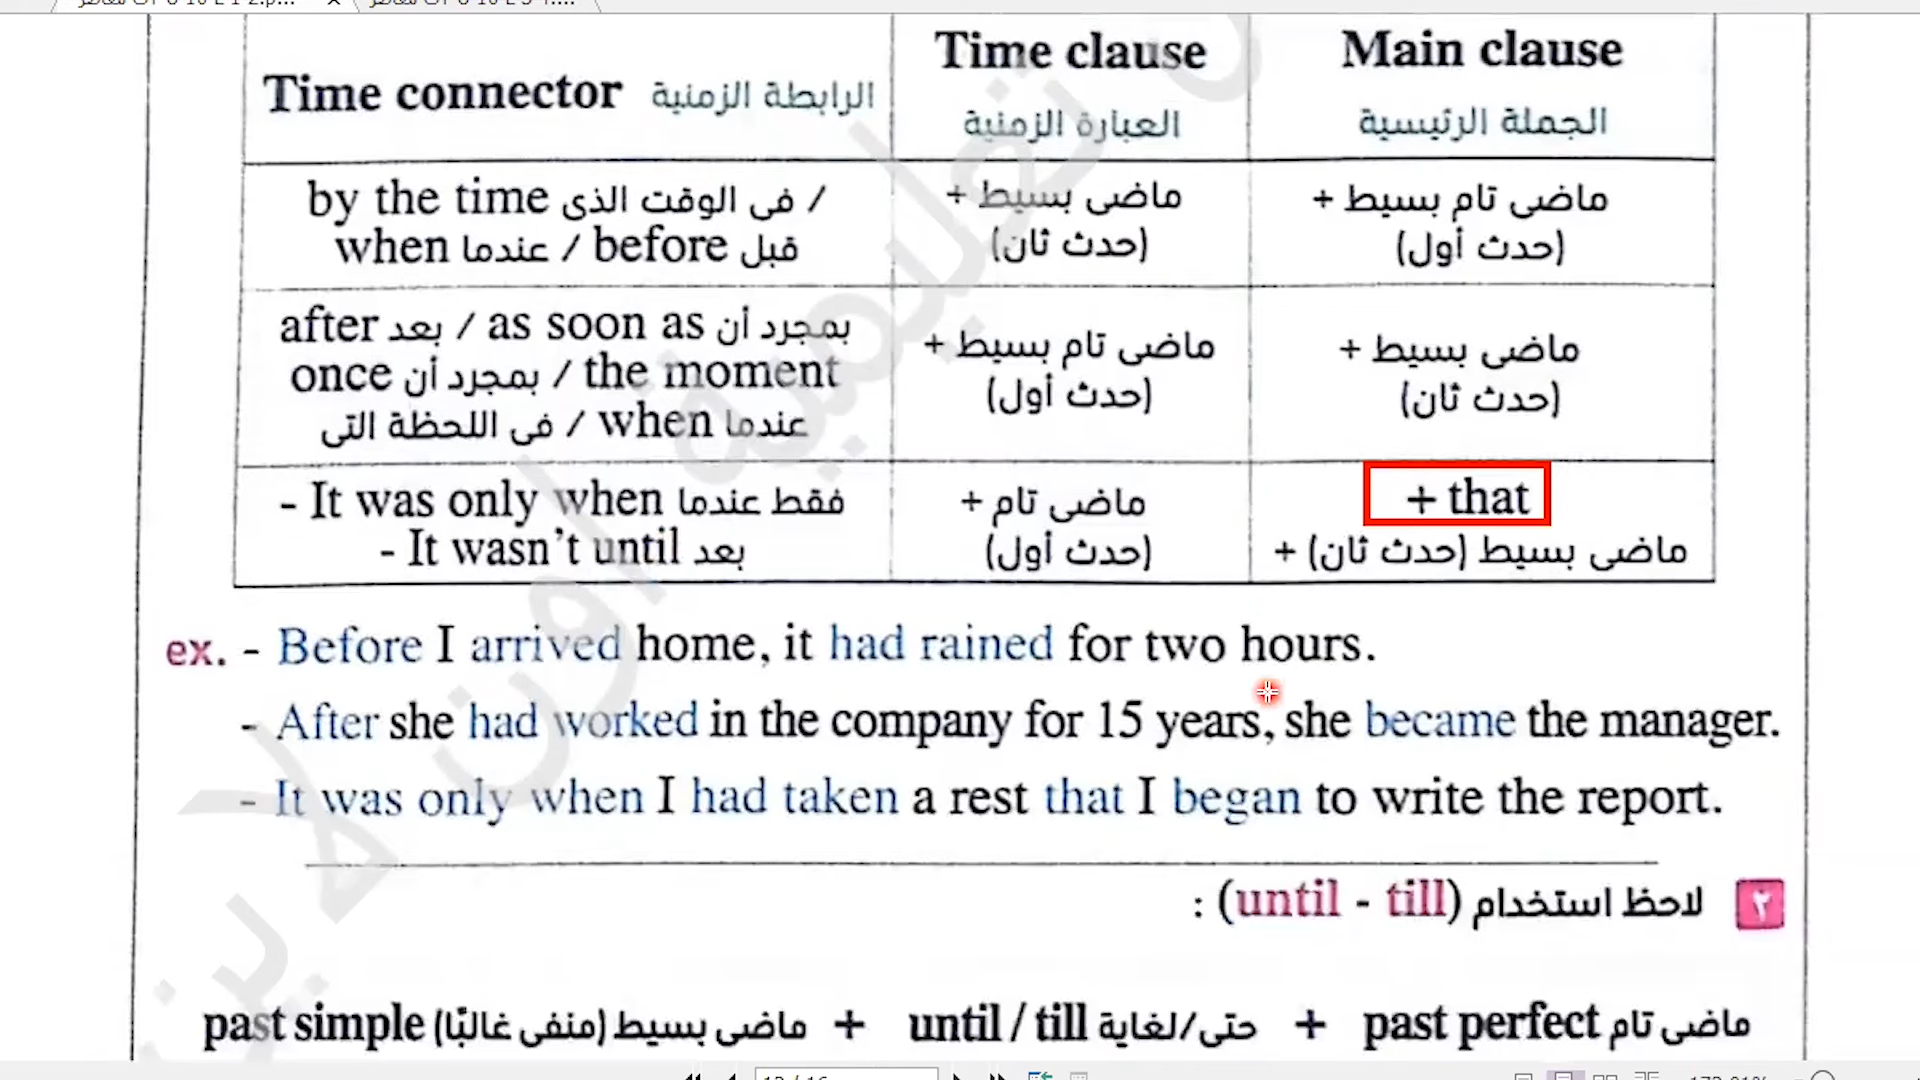 Time connector الرابطة الزمنية
Time clause
العبارة الزمنية
Main clause
الجملة الرئيسية
by the time فى الوقت الذى /
when عندما / before قبل
ماضى بسيط +
(حدث ثان)
ماضى تام بسيط +
(حدث أول)
after بعد / as soon as بمجرد أن
once بمجرد أن / the moment
فى اللحظة التى / when عندما
ماضى تام بسيط +
(حدث أول)
ماضى بسيط +
(حدث ثان)
- It was only when فقط عندما
- It wasn't until بعد
ماضى تام +
(حدث أول)
+ that
ماضى بسيط (حدث ثان) +
ex. - Before I arrived home, it had rained for two hours.
- After she had worked in the company for 15 years, she became the manager.
- It was only when I had taken a rest that I began to write the report.
٢ لاحظ استخدام (until - till) :
past simple ماضى بسيط (منفى غالبًا) + until / till حتى/لغاية + past perfect ماضى تام